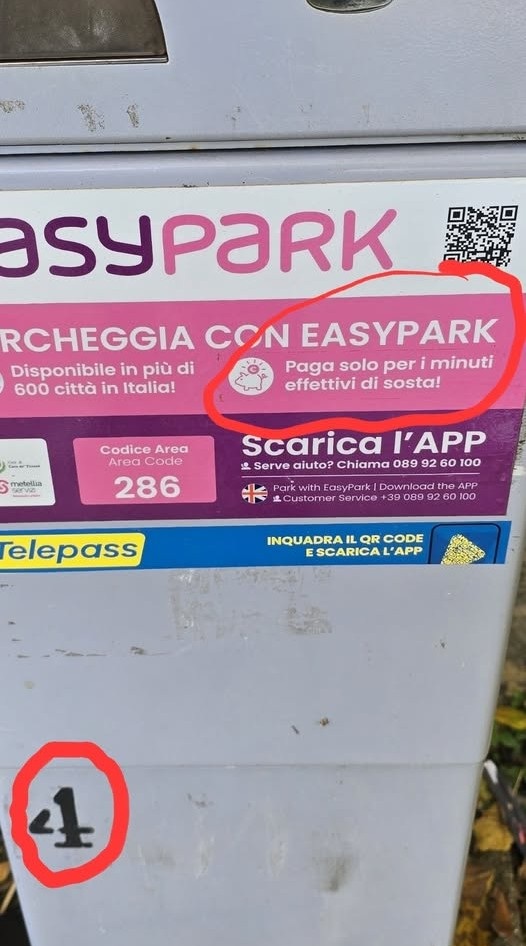 asypark
RCHEGGIA CON EASYPARK
Disponibile in più di
600 città in Italia!
Paga solo per i minuti
effettivi di sosta!
Codice Area
Area Code
286
metellia
servizi
Scarica l'APP
Serve aiuto? Chiama 089 92 60 100
Park with EasyPark | Download the APP
Customer Service +39 089 92 60 100
Telepass
INQUADRA IL QR CODE
E SCARICA L'APP
4